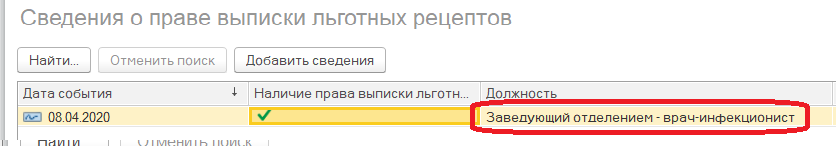 Сведения о праве выписки льготных рецептов
Найти... Отменить поиск Добавить сведения
Дата события ↓ Наличие права выписки льготн... Должность
08.04.2020 Заведующий отделением - врач-инфекционист
Найти Отменить поиск